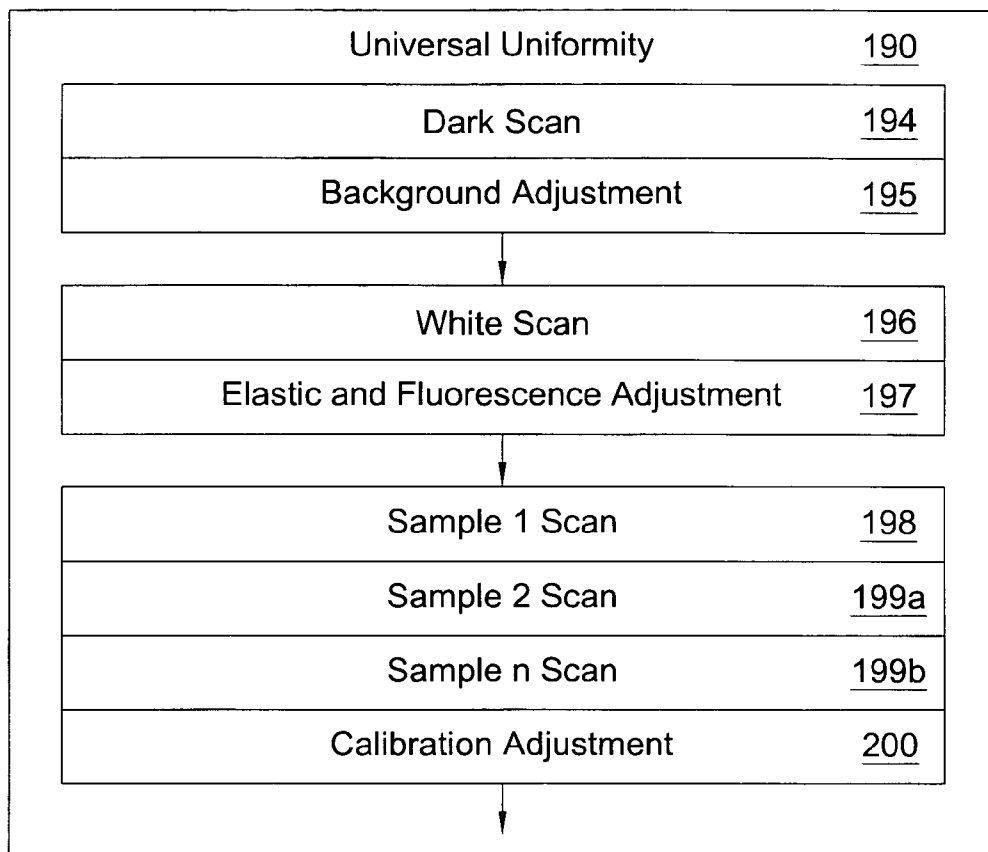 Universal Uniformity 190
Dark Scan 194
Background Adjustment 195
White Scan 196
Elastic and Fluorescence Adjustment 197
Sample 1 Scan 198
Sample 2 Scan 199a
Sample n Scan 199b
Calibration Adjustment 200